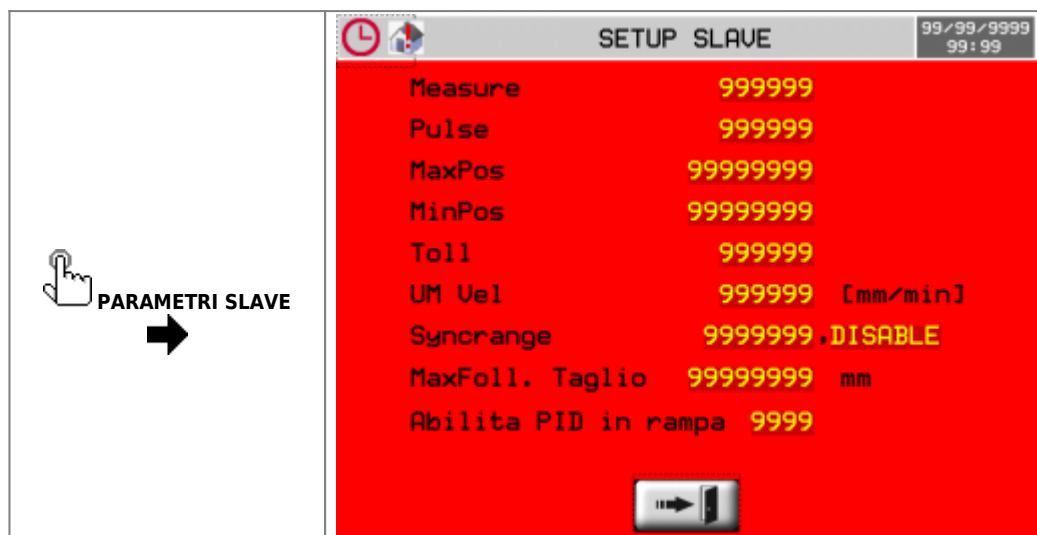 PARAMETRI SLAVE
SETUP SLAVE
99/99/9999
99:99
Measure 999999
Pulse 999999
MaxPos 99999999
MinPos 99999999
Toll 999999
UM Vel 999999 [mm/min]
Syncrange 9999999,DISABLE
MaxFoll. Taglio 99999999 mm
Abilita PID in rampa 9999